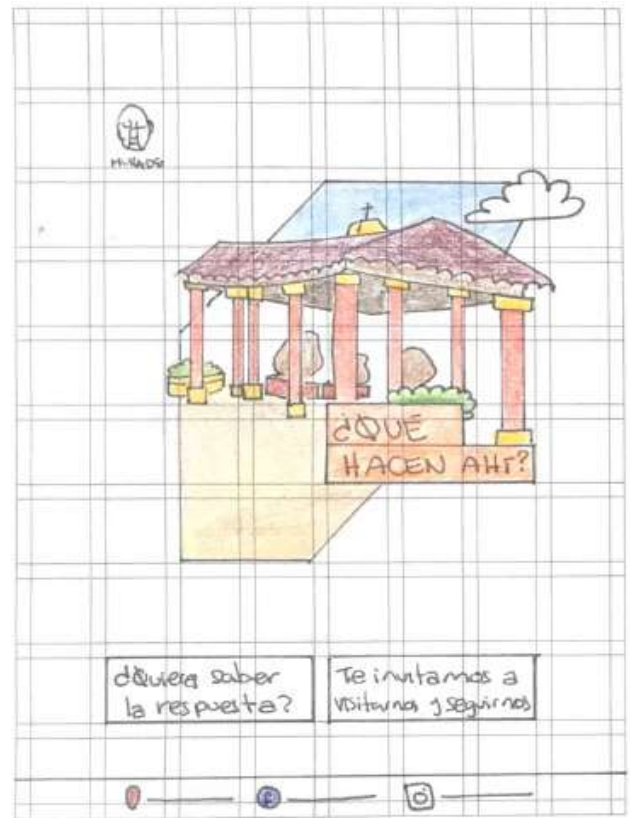 ¿QUÉ
HACEN AHÍ?
¿Quiere saber
la respuesta?
Te invitamos a
visitarnos y seguirnos